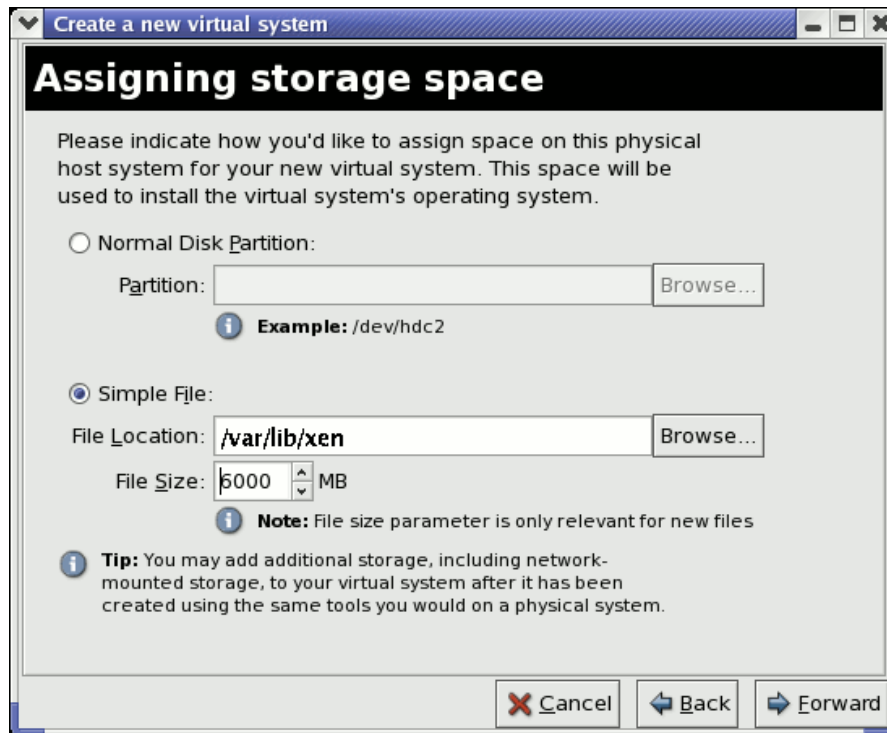 Create a new virtual system
Assigning storage space
Please indicate how you'd like to assign space on this physical
host system for your new virtual system. This space will
used to install the virtual system's operating system.
Normal Disk Partition:
Partition:
Browse...
Example: /dev/hdc2
Simple File:
File Location: /var/lib/xen
Browse...
File Size: 6000 MB
Note: File size parameter is only relevant for new files
Tip: You may add additional storage, including network-
mounted storage, to your virtual system after it has been
created using the same tools you would on a physical system.
Cancel Back Forward